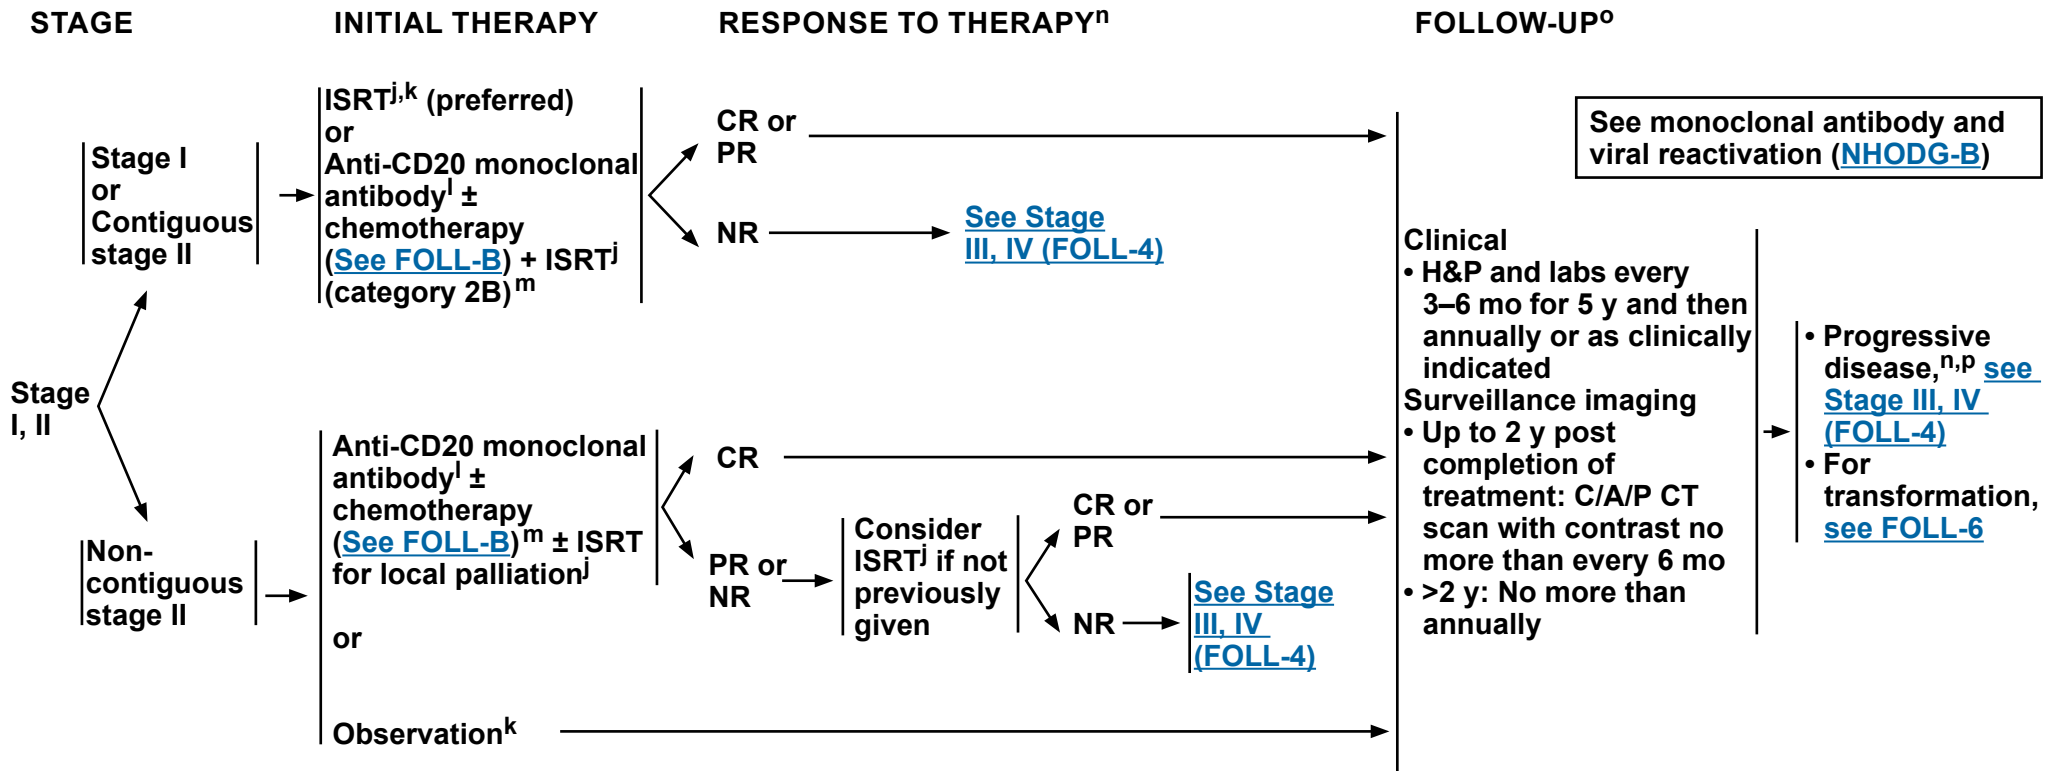 STAGE
INITIAL THERAPY
RESPONSE TO THERAPYn
FOLLOW-UPo
Stage
I, II
Stage I
or
Contiguous
stage II
ISRTj,k (preferred)
or
Anti-CD20 monoclonal
antibodyl ±
chemotherapy
(See FOLL-B) + ISRTj
(category 2B)m
CR or
PR
NR
See Stage
III, IV (FOLL-4)
Non-
contiguous
stage II
Anti-CD20 monoclonal
antibodyl ±
chemotherapy
(See FOLL-B)m ± ISRT
for local palliationj
or
Observationk
CR
PR or
NR
Consider
ISRTj if not
previously
given
CR or
PR
NR
See Stage
III, IV
(FOLL-4)
See monoclonal antibody and
viral reactivation (NHODG-B)
Clinical
• H&P and labs every
3–6 mo for 5 y and then
annually or as clinically
indicated
Surveillance imaging
• Up to 2 y post
completion of
treatment: C/A/P CT
scan with contrast no
more than every 6 mo
• >2 y: No more than
annually
• Progressive
disease,n,p see
Stage III, IV
(FOLL-4)
• For
transformation,
see FOLL-6